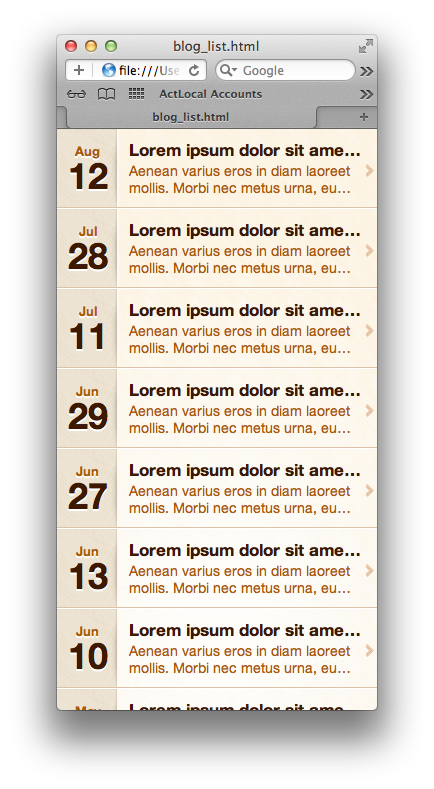 blog_list.html
file:///Use
Google
ActLocal Accounts
blog_list.html
Aug
12
Lorem ipsum dolor sit ame…
Aenean varius eros in diam laoreet
mollis. Morbi nec metus urna, eu…
Jul
28
Lorem ipsum dolor sit ame…
Aenean varius eros in diam laoreet
mollis. Morbi nec metus urna, eu…
Jul
11
Lorem ipsum dolor sit ame…
Aenean varius eros in diam laoreet
mollis. Morbi nec metus urna, eu…
Jun
29
Lorem ipsum dolor sit ame…
Aenean varius eros in diam laoreet
mollis. Morbi nec metus urna, eu…
Jun
27
Lorem ipsum dolor sit ame…
Aenean varius eros in diam laoreet
mollis. Morbi nec metus urna, eu…
Jun
13
Lorem ipsum dolor sit ame…
Aenean varius eros in diam laoreet
mollis. Morbi nec metus urna, eu…
Jun
10
Lorem ipsum dolor sit ame…
Aenean varius eros in diam laoreet
mollis. Morbi nec metus urna, eu…
May
Lorem ipsum dolor sit ame…